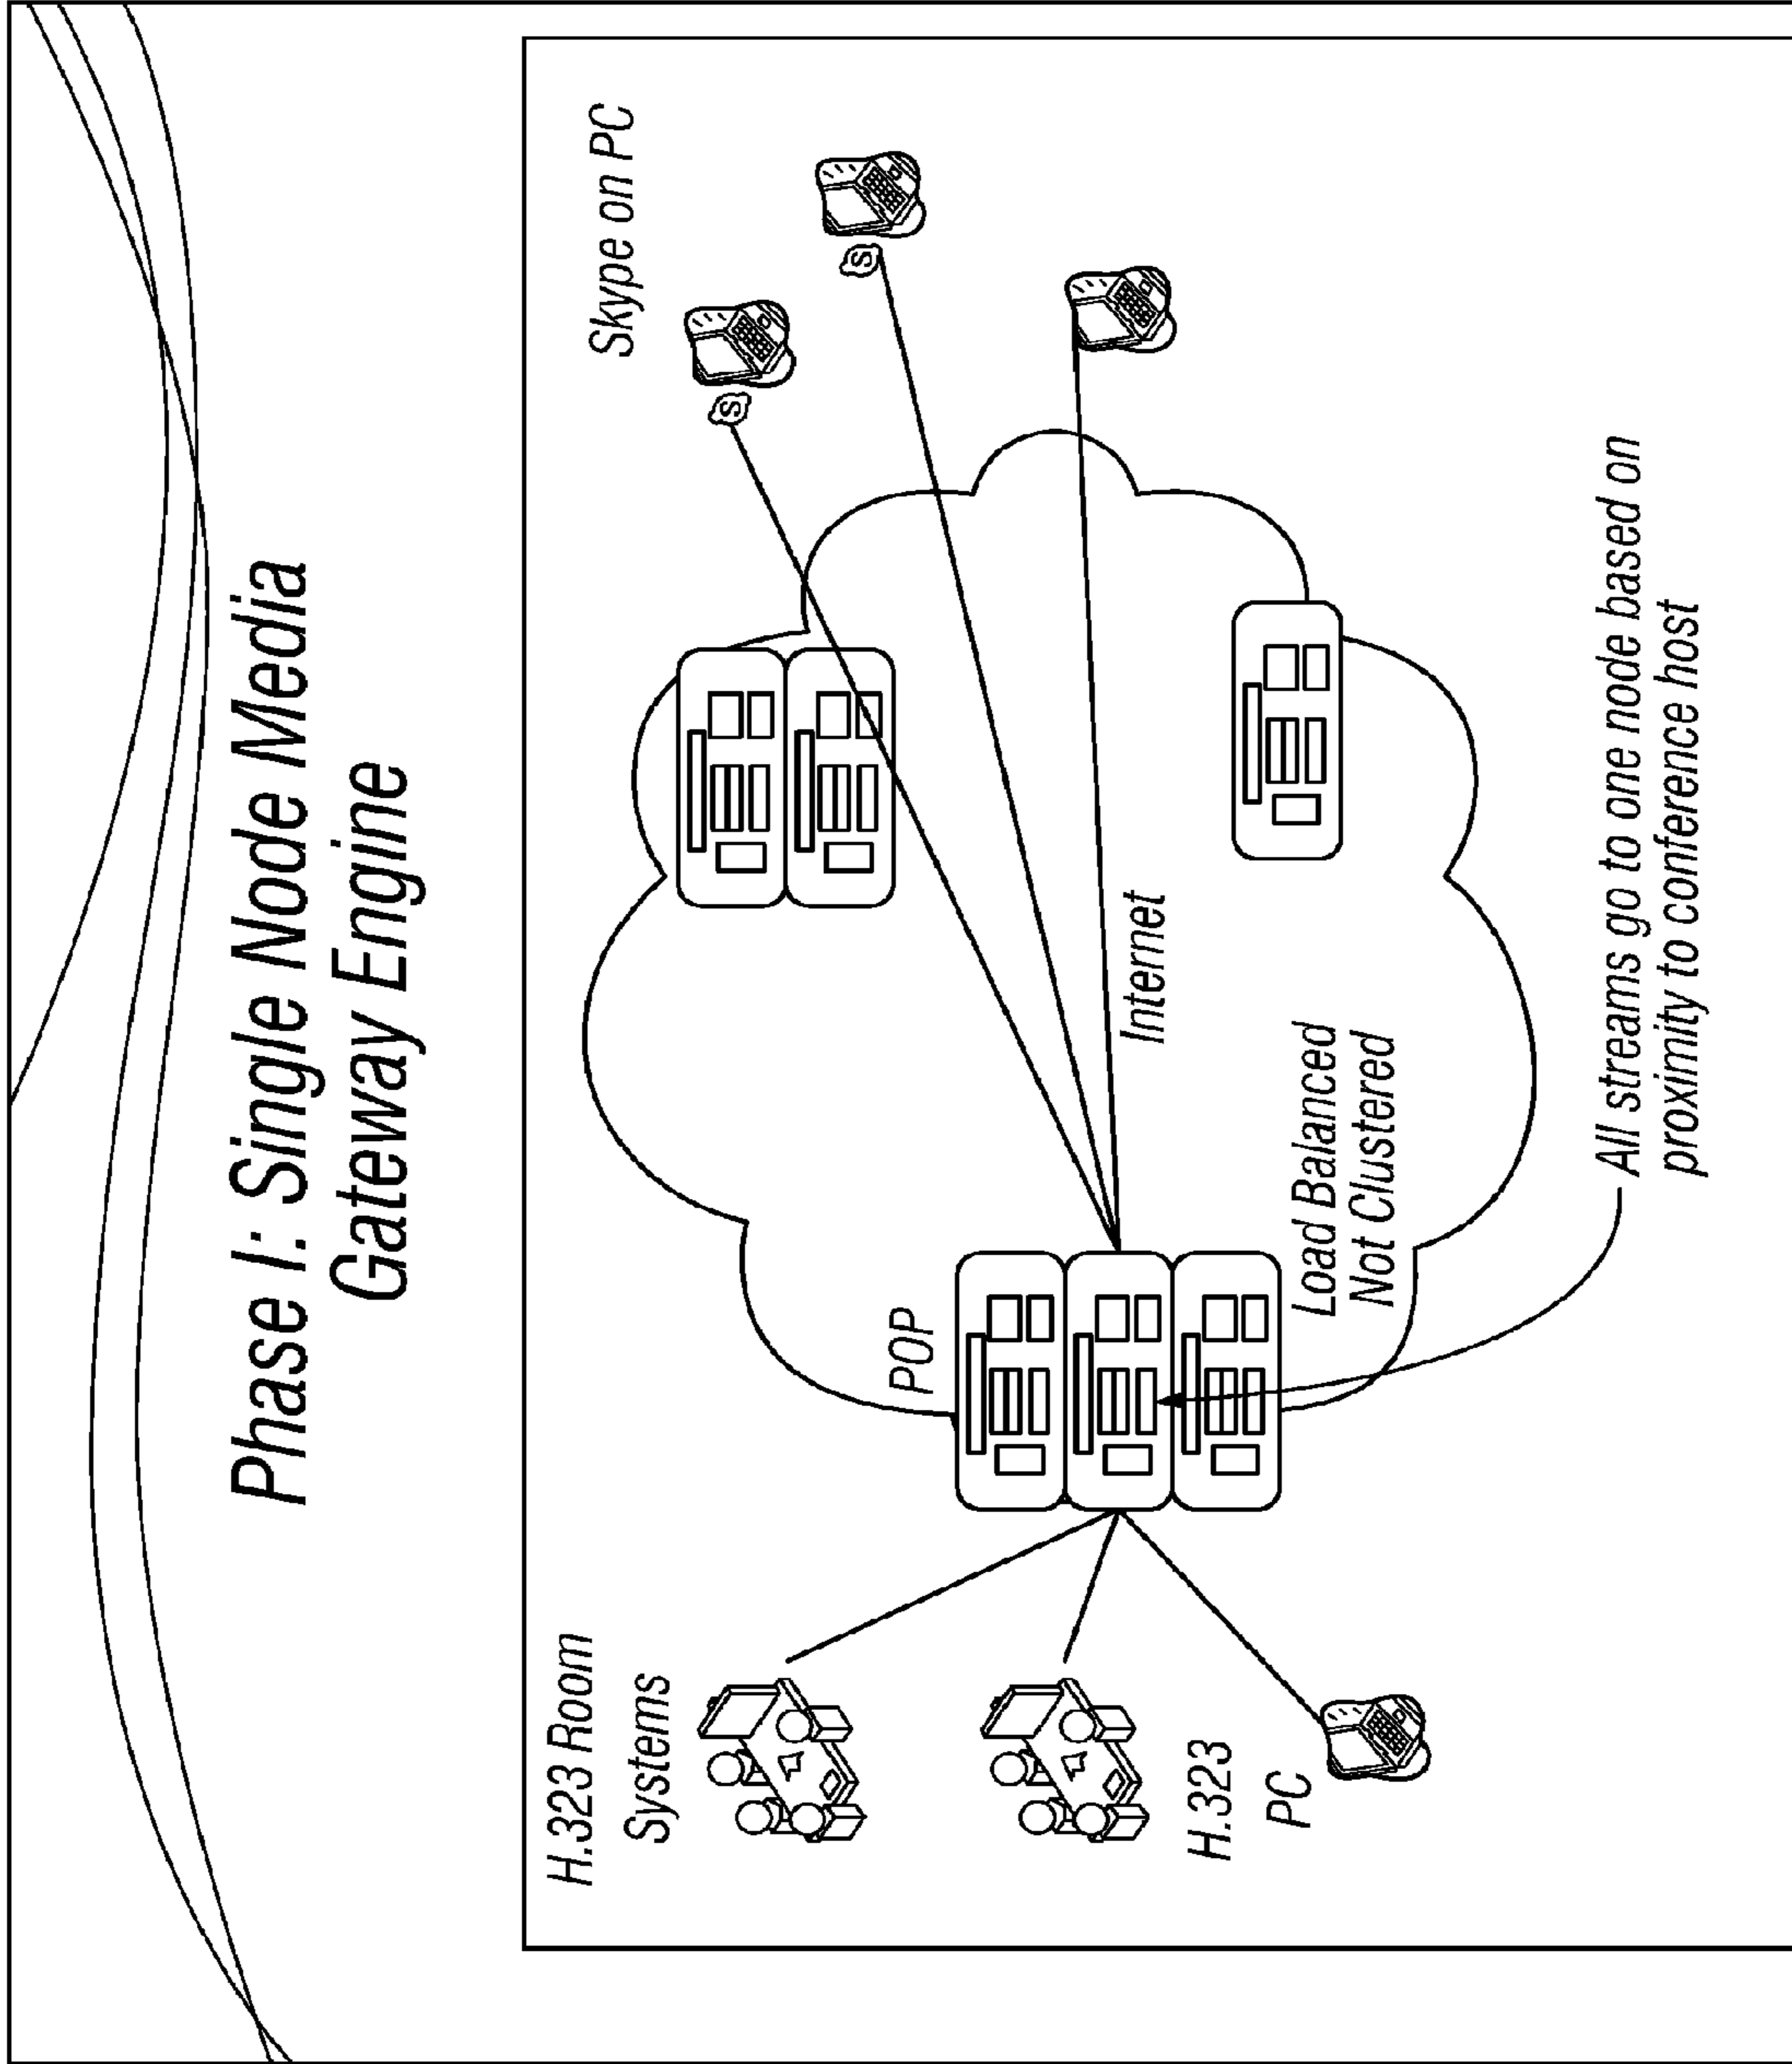 Phase I: Single Node Media
Gateway Engine
H.323 Room
Systems
Skype on PC
S
S
POP
H.323
PC
Internet
Load Balanced
Not Clustered
All streams go to one node based on
proximity to conference host